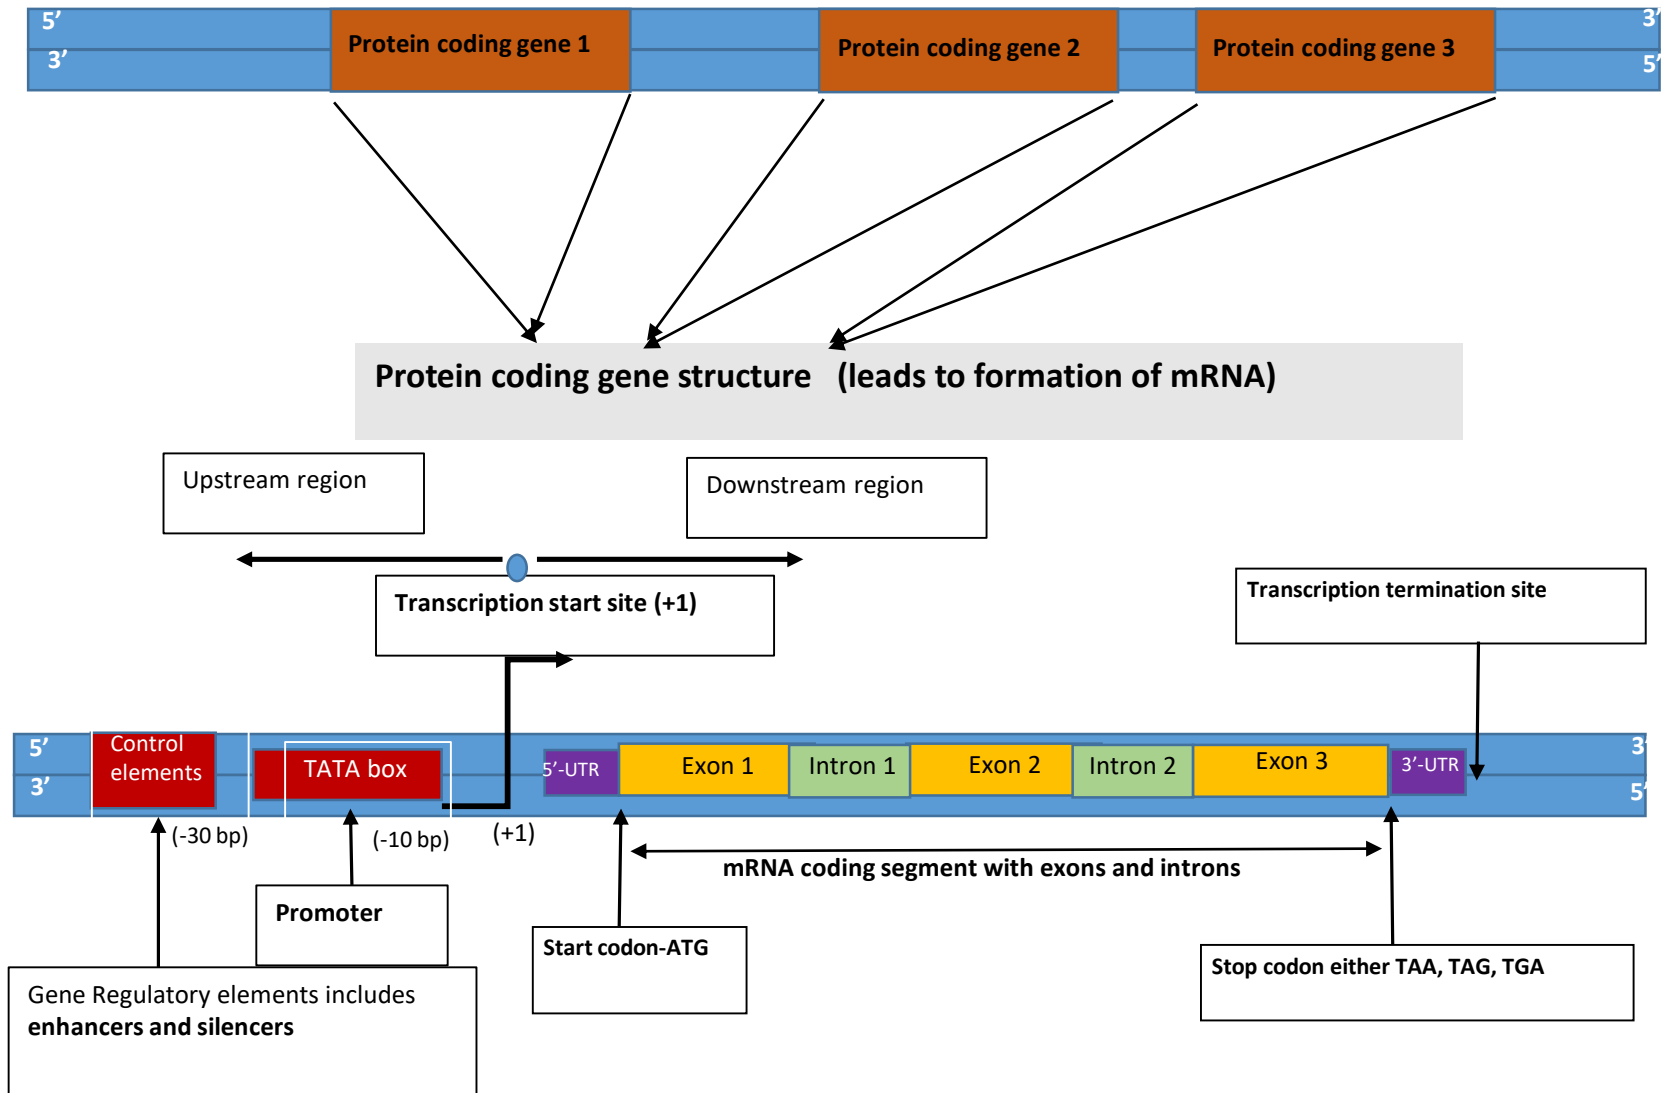 5’
3’
Protein coding gene 1
Protein coding gene 2
Protein coding gene 3
3’
5’
Protein coding gene structure (leads to formation of mRNA)
Upstream region
Downstream region
Transcription start site (+1)
Transcription termination site
5’
3’
Control
elements
TATA box
5’-UTR
Exon 1
Intron 1
Exon 2
Intron 2
Exon 3
3’-UTR
3’
5’
(-30 bp)
(-10 bp)
(+1)
mRNA coding segment with exons and introns
Promoter
Start codon-ATG
Stop codon either TAA, TAG, TGA
Gene Regulatory elements includes
enhancers and silencers